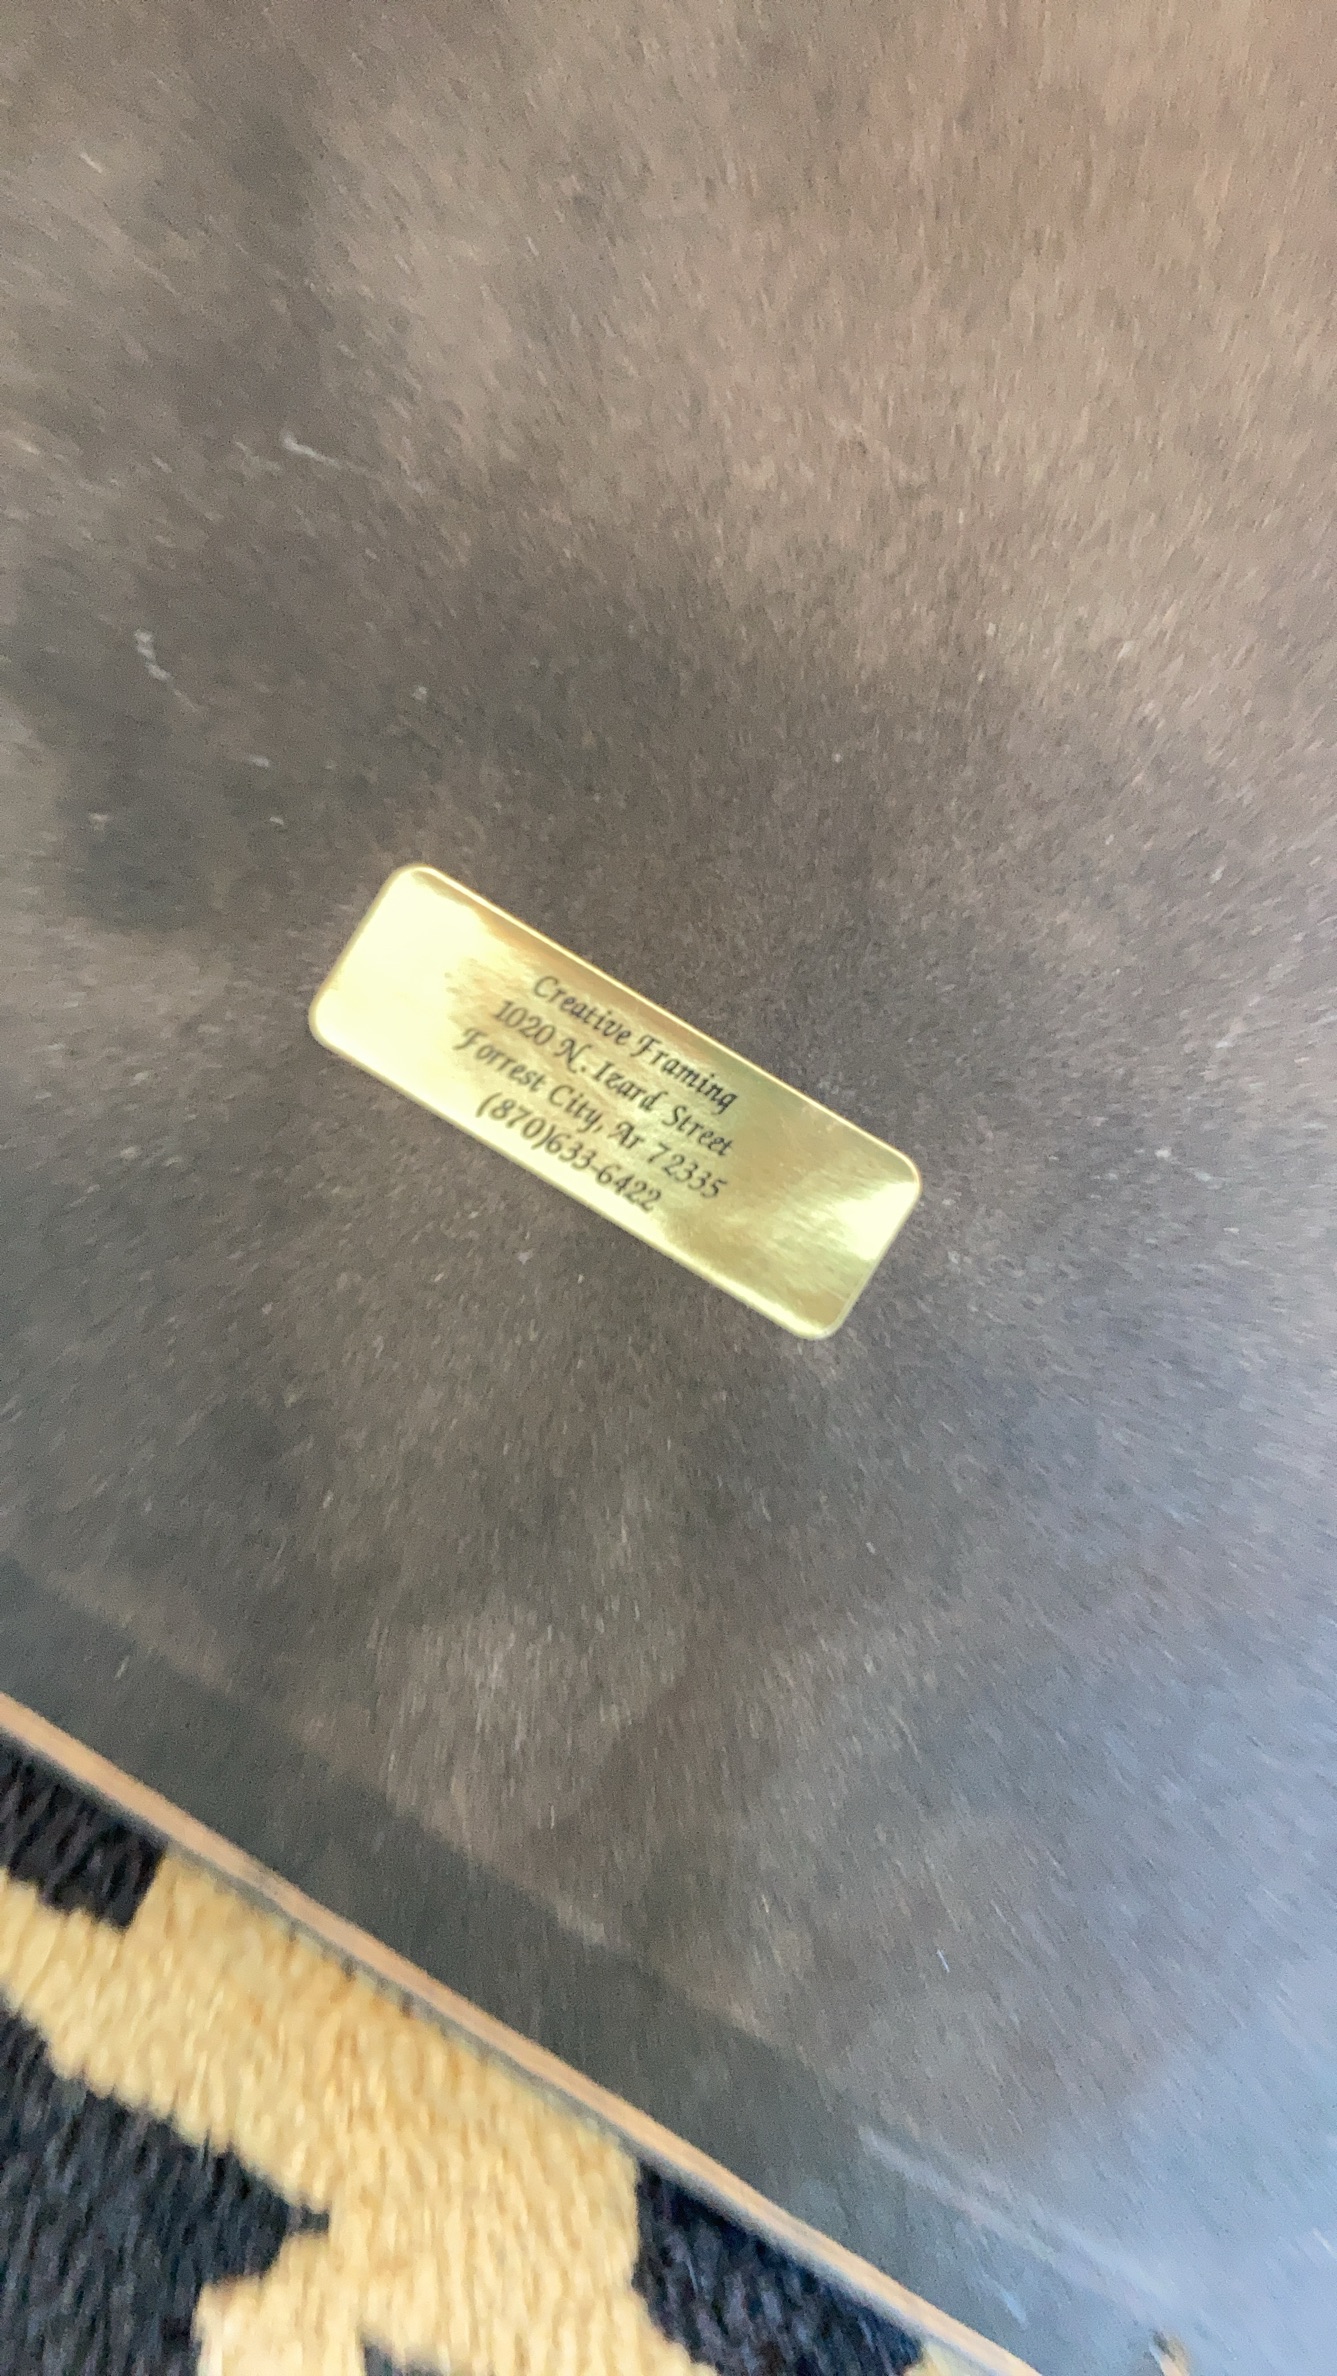 Creative Framing
1020 N. Izard Street
Forrest City, Ar 72335
(870)633-6422